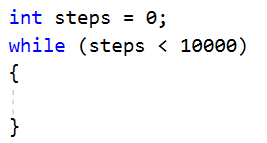 int steps = 0;
while (steps < 10000)
{
}